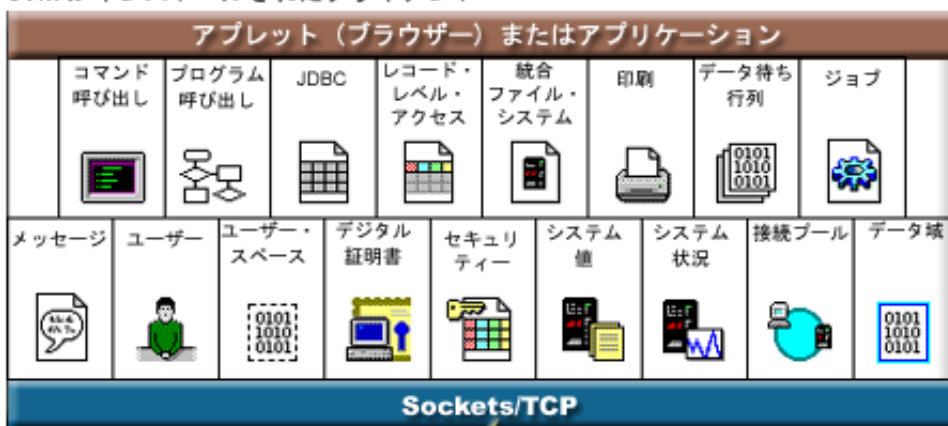 アプレット (ブラウザー) またはアプリケーション
コマンド
呼び出し
プログラム
呼び出し
JDBC
レコード・
レベル・
アクセス
統合
ファイル・
システム
印刷
データ待ち
行列
ジョブ
0101
1010
0101
メッセージ
ユーザー
ユーザー・
スペース
デジタル
証明書
セキュリ
ティー
システム
値
システム
状況
接続プール
データ域
0101
1010
0101
0101
1010
0101
Sockets/TCP